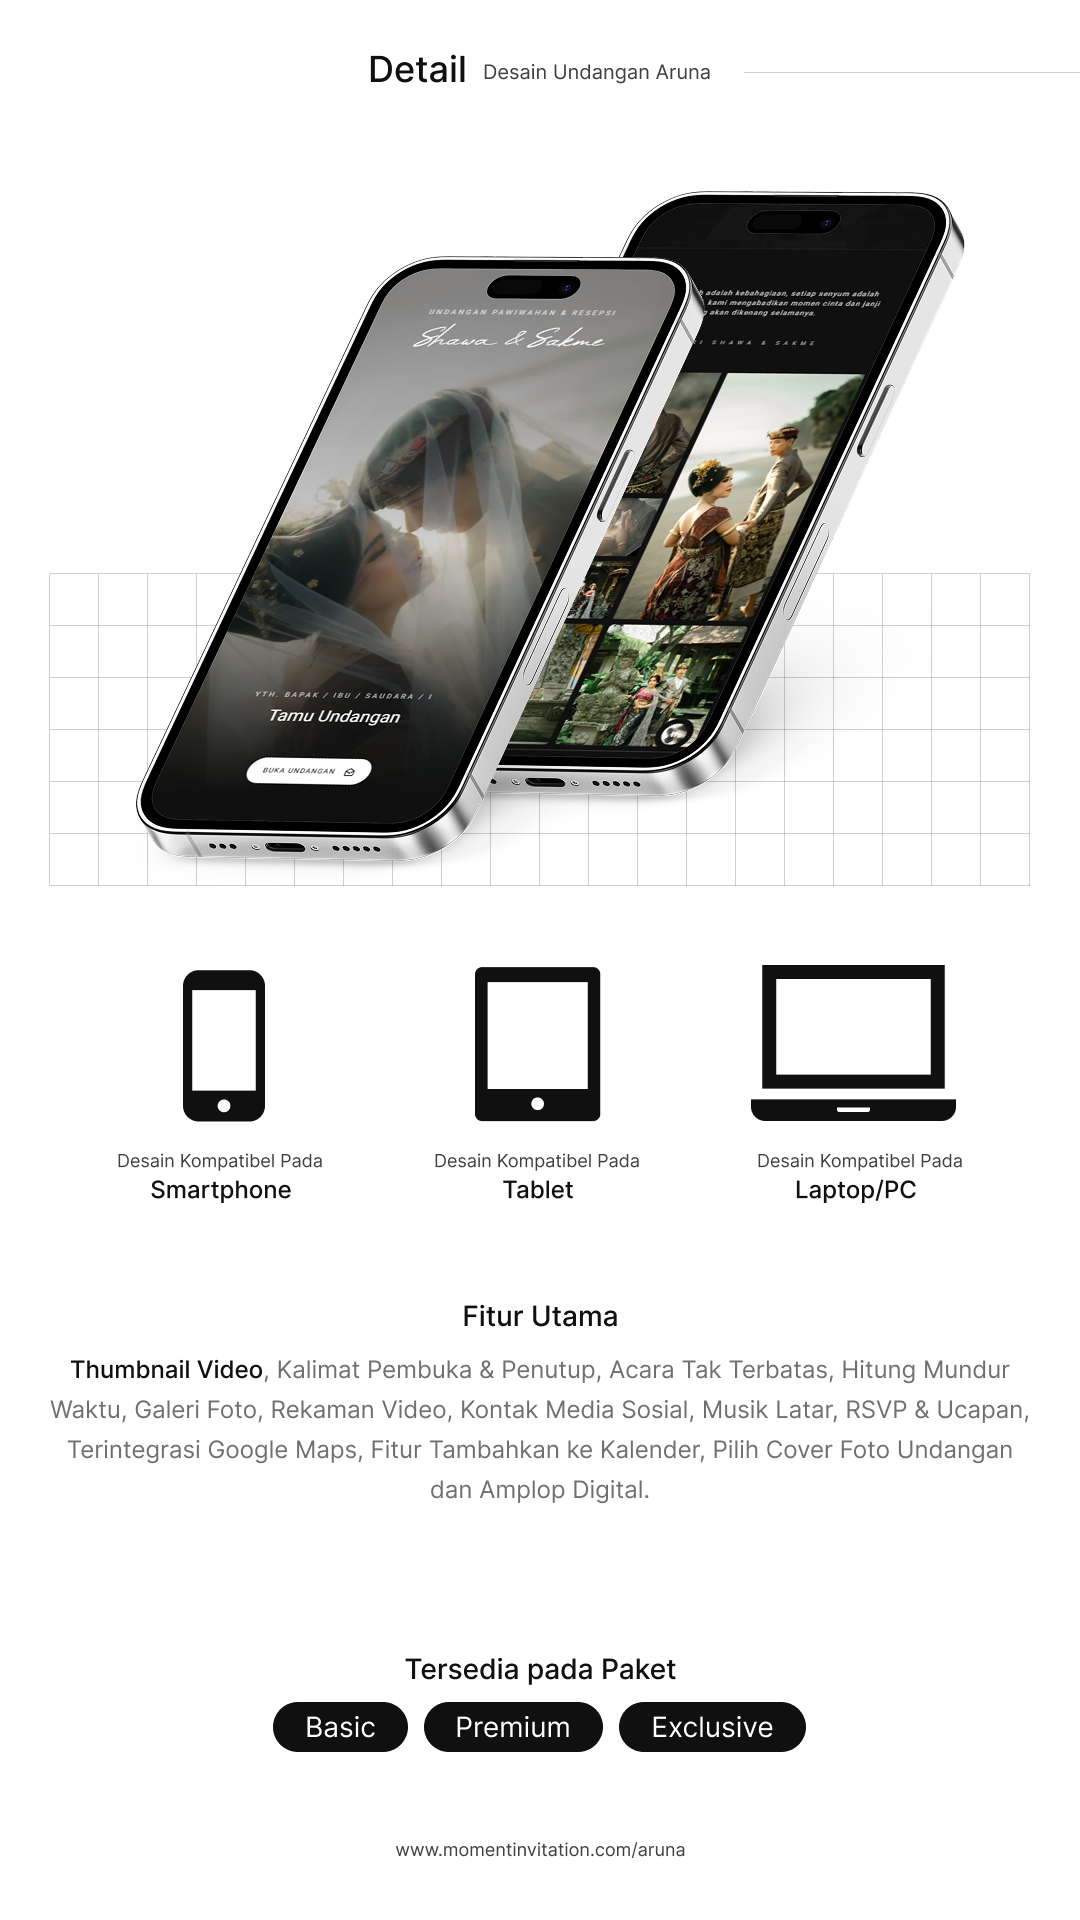 Detail Desain Undangan Aruna
UNDANGAN PAWIWAHAN & RESEPSI
Shawa & Sakme
YTH. BAPAK / IBU / SAUDARA / I
Tamu Undangan
BUKA UNDANGAN
adalah kebahagiaan, setiap senyum adalah
kami mengabadikan momen cinta dan janji
akan dikenang selamanya.
SHAWA & SAKME
Desain Kompatibel Pada
Smartphone
Desain Kompatibel Pada
Tablet
Desain Kompatibel Pada
Laptop/PC
Fitur Utama
Thumbnail Video, Kalimat Pembuka & Penutup, Acara Tak Terbatas, Hitung Mundur
Waktu, Galeri Foto, Rekaman Video, Kontak Media Sosial, Musik Latar, RSVP & Ucapan,
Terintegrasi Google Maps, Fitur Tambahkan ke Kalender, Pilih Cover Foto Undangan
dan Amplop Digital.
Tersedia pada Paket
Basic Premium Exclusive
www.momentinvitation.com/aruna